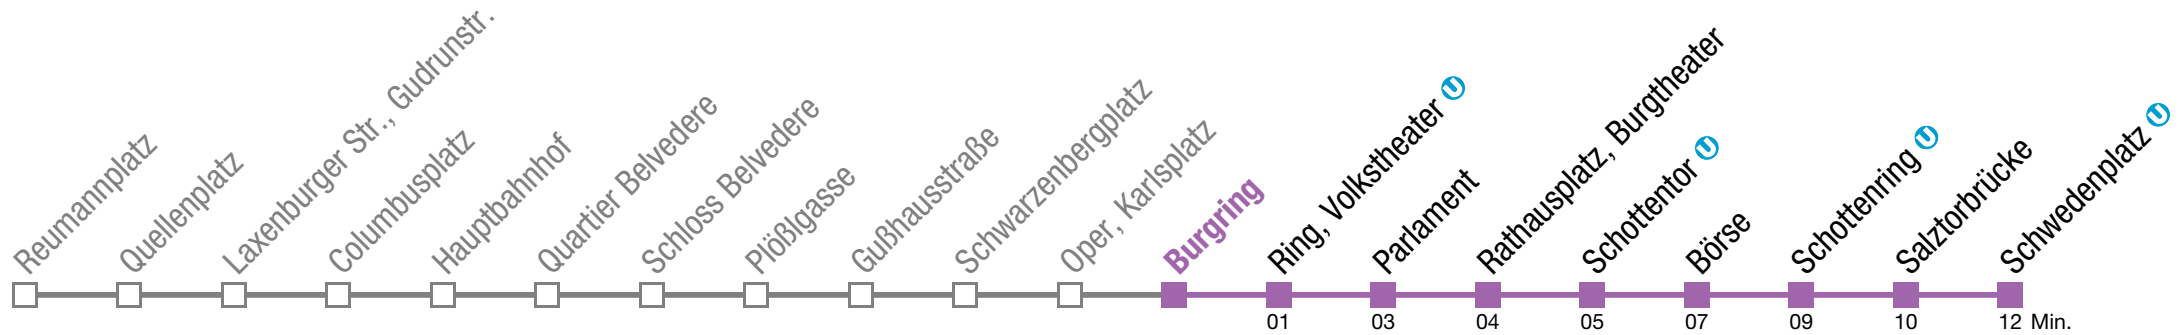 Reumannplatz
Quellenplatz
Laxenburger Str., Gudrunstr.
Columbusplatz
Hauptbahnhof
Quartier Belvedere
Schloss Belvedere
Plößlgasse
Gußhausstraße
Schwarzenbergplatz
Oper, Karlsplatz
Burgring
Ring, Volkstheater U
Parlament
Rathausplatz, Burgtheater
Schottentor U
Börse
Schottenring U
Salztorbrücke
Schwedenplatz U
01 03 04 05 07 09 10 12 Min.